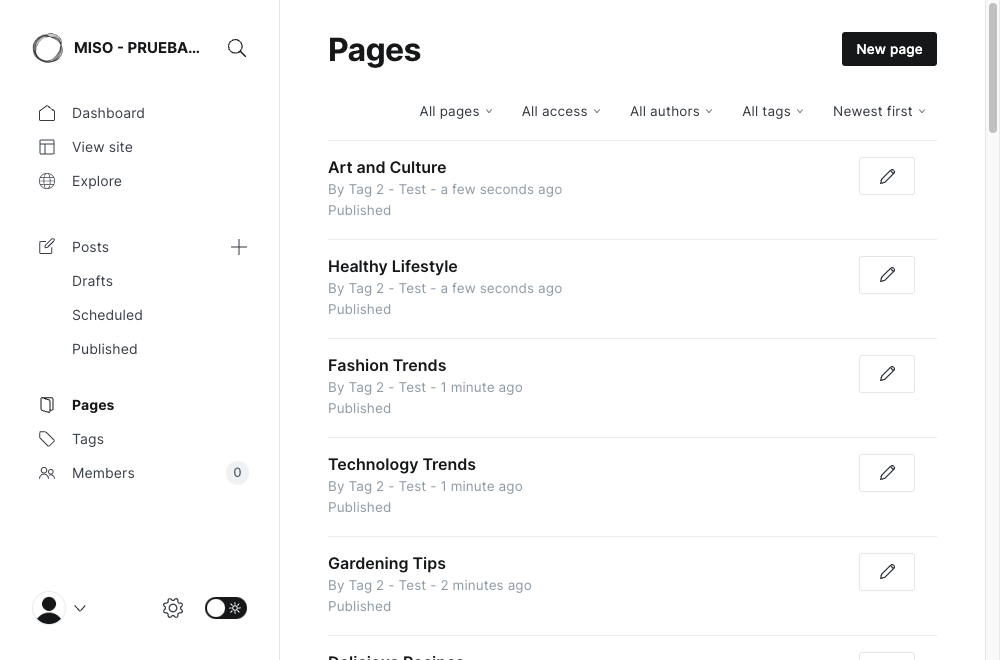 MISO - PRUEBA...
Dashboard
View site
Explore
Posts
Drafts
Scheduled
Published
Pages
Tags
Members
0
Pages
New page
All pages
All access
All authors
All tags
Newest first
Art and Culture
By Tag 2 - Test - a few seconds ago
Published
Healthy Lifestyle
By Tag 2 - Test - a few seconds ago
Published
Fashion Trends
By Tag 2 - Test - 1 minute ago
Published
Technology Trends
By Tag 2 - Test - 1 minute ago
Published
Gardening Tips
By Tag 2 - Test - 2 minutes ago
Published
Delicious Recipes